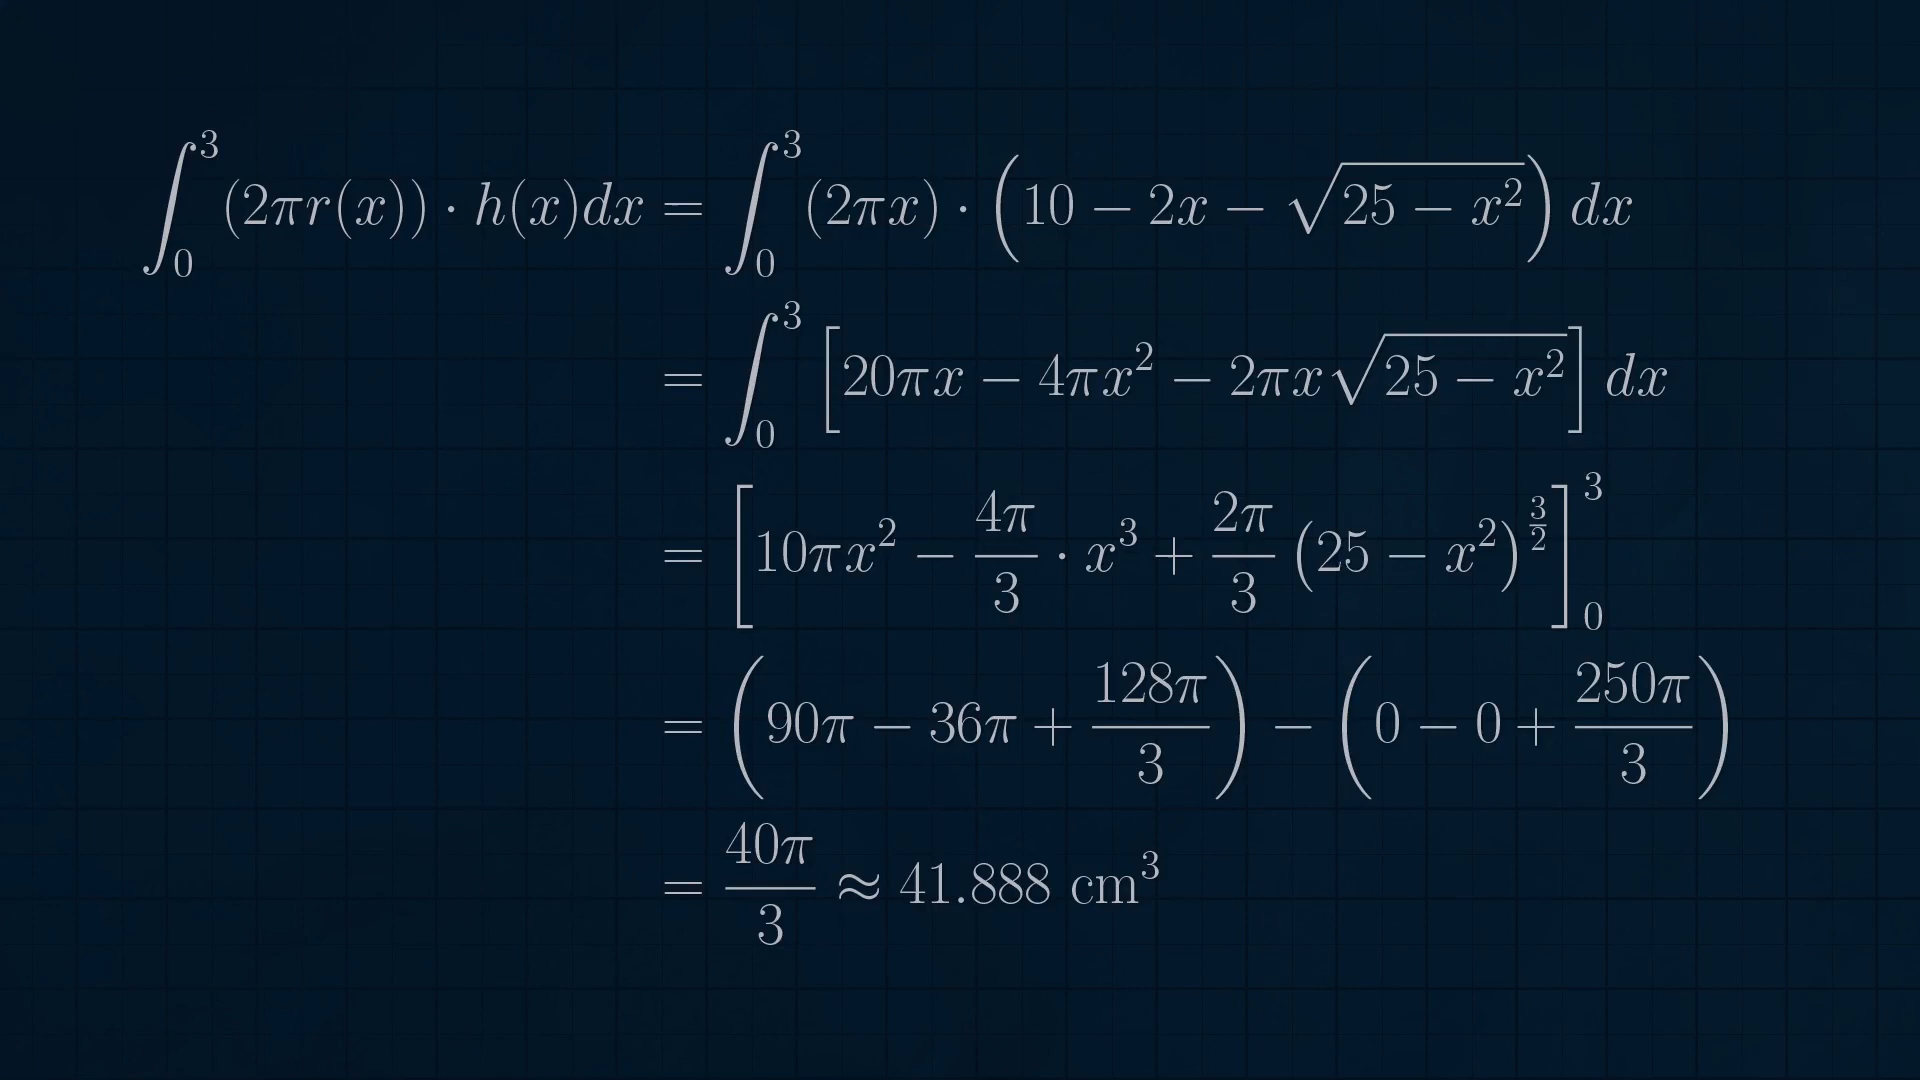 ∫₀³ (2πr(x)) · h(x)dx = ∫₀³ (2πx) · (10 − 2x − √(25 − x²)) dx
= ∫₀³ [20πx − 4πx² − 2πx√(25 − x²)] dx
= [10πx² − 4π/3 · x³ + 2π/3 (25 − x²)^(3/2)]₀³
= (90π − 36π + 128π/3) − (0 − 0 + 250π/3)
= 40π/3 ≈ 41.888 cm³